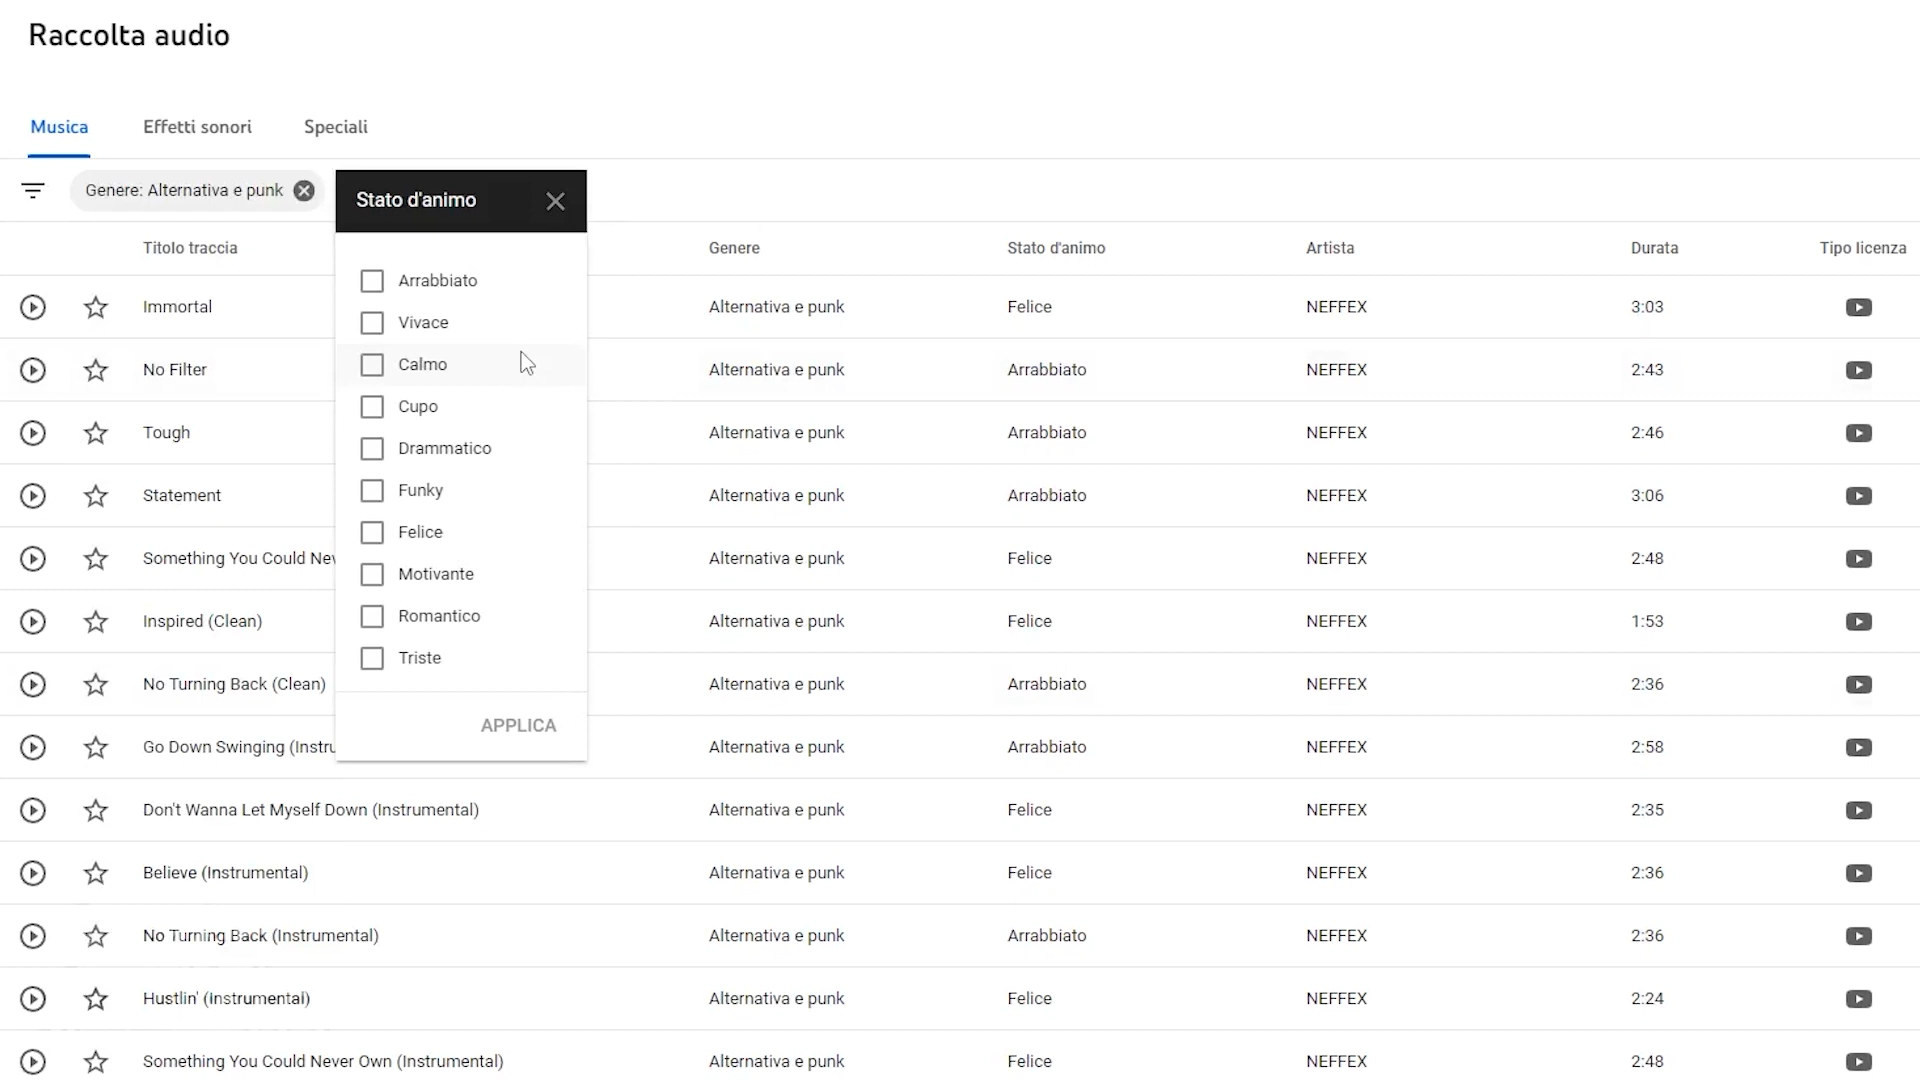 Raccolta audio
Musica Effetti sonori Speciali
Genere: Alternativa e punk
Stato d'animo
Arrabbiato
Vivace
Calmo
Cupo
Drammatico
Funky
Felice
Motivante
Romantico
Triste
APPLICA
Titolo traccia Genere Stato d'animo Artista Durata Tipo licenza
Immortal Alternativa e punk Felice NEFFEX 3:03
No Filter Alternativa e punk Arrabbiato NEFFEX 2:43
Tough Alternativa e punk Arrabbiato NEFFEX 2:46
Statement Alternativa e punk Arrabbiato NEFFEX 3:06
Something You Could Nev Alternativa e punk Felice NEFFEX 2:48
Inspired (Clean) Alternativa e punk Felice NEFFEX 1:53
No Turning Back (Clean) Alternativa e punk Arrabbiato NEFFEX 2:36
Go Down Swinging (Instru Alternativa e punk Arrabbiato NEFFEX 2:58
Don't Wanna Let Myself Down (Instrumental) Alternativa e punk Felice NEFFEX 2:35
Believe (Instrumental) Alternativa e punk Felice NEFFEX 2:36
No Turning Back (Instrumental) Alternativa e punk Arrabbiato NEFFEX 2:36
Hustlin' (Instrumental) Alternativa e punk Felice NEFFEX 2:24
Something You Could Never Own (Instrumental) Alternativa e punk Felice NEFFEX 2:48